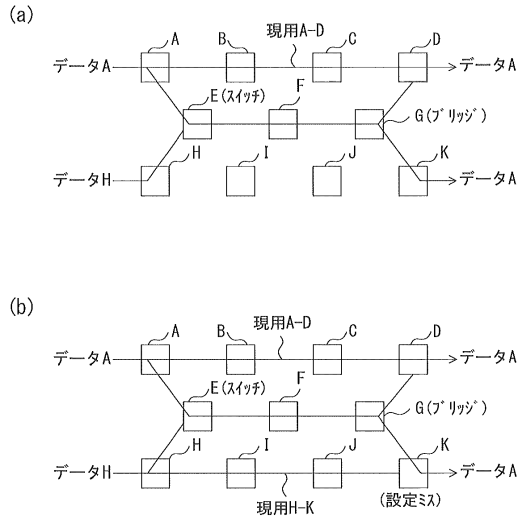 (a)
A B 現用A-D C D
データA データA
E(スイッチ) F G(ブリッジ)
H I J K
データH データA
(b)
A B 現用A-D C D
データA データA
E(スイッチ) F G(ブリッジ)
H I J K
データH データA
現用H-K (設定ミス)